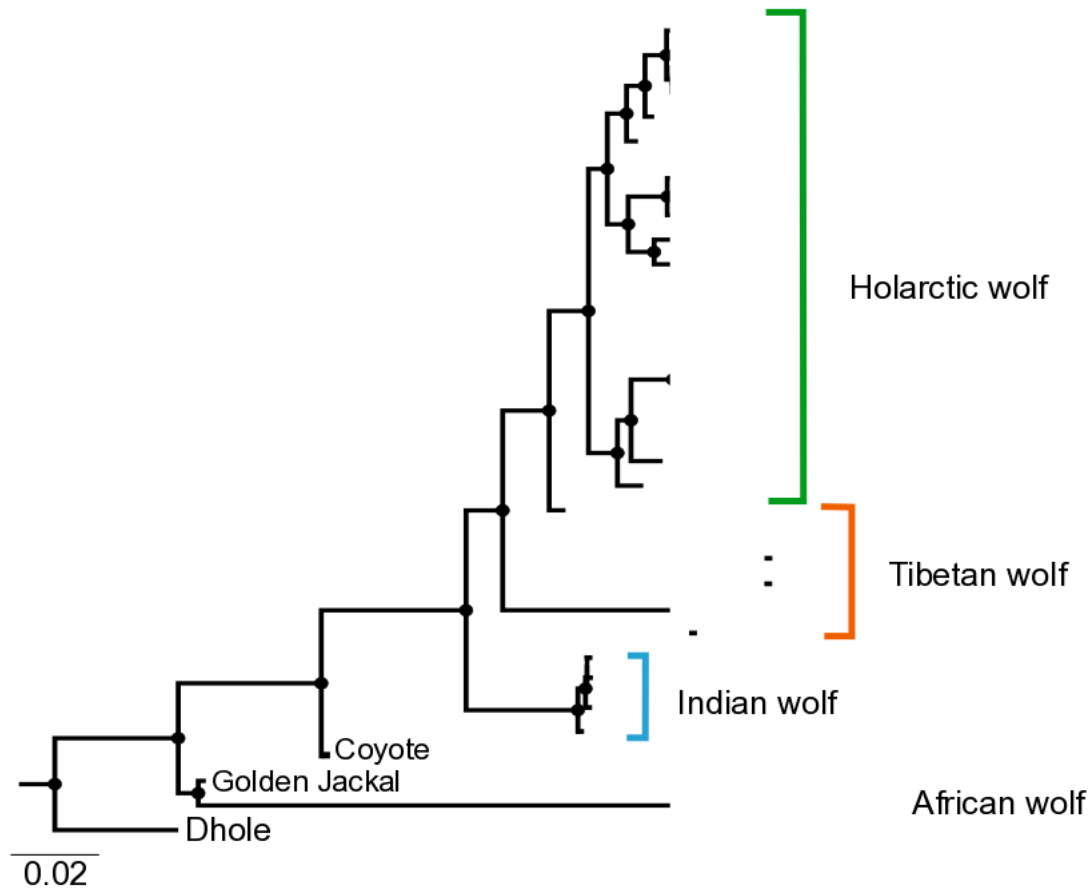 Holarctic wolf
Tibetan wolf
Indian wolf
Coyote
Golden Jackal
African wolf
Dhole
0.02